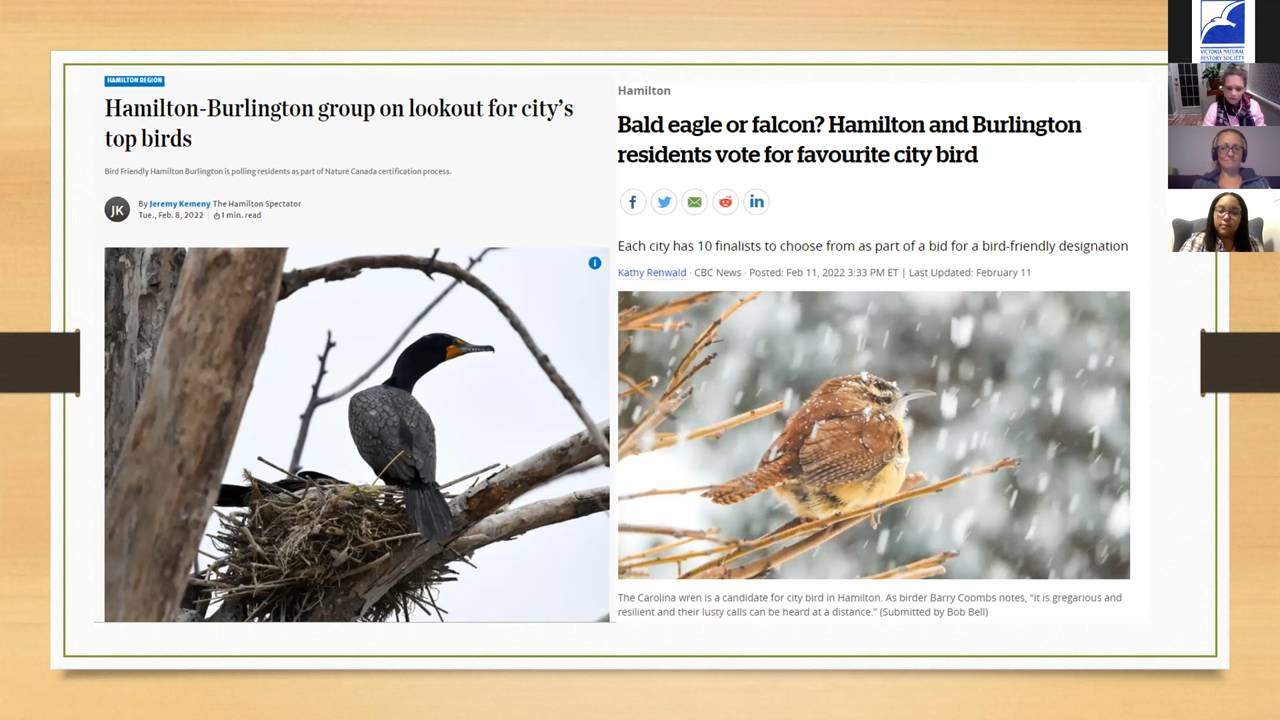 HAMILTON REGION
Hamilton-Burlington group on lookout for city's
top birds
Bird Friendly Hamilton Burlington is polling residents as part of Nature Canada certification process.
JK
By Jeremy Kemeny The Hamilton Spectator
Tue., Feb. 8, 2022 | 1 min. read
Hamilton
Bald eagle or falcon? Hamilton and Burlington
residents vote for favourite city bird
Each city has 10 finalists to choose from as part of a bid for a bird-friendly designation
Kathy Renwald · CBC News · Posted: Feb 11, 2022 3:33 PM ET | Last Updated: February 11
The Carolina wren is a candidate for city bird in Hamilton. As birder Barry Coombs notes, "it is gregarious and
resilient and their lusty calls can be heard at a distance." (Submitted by Bob Bell)
VICTORIA NATURAL
HISTORY SOCIETY